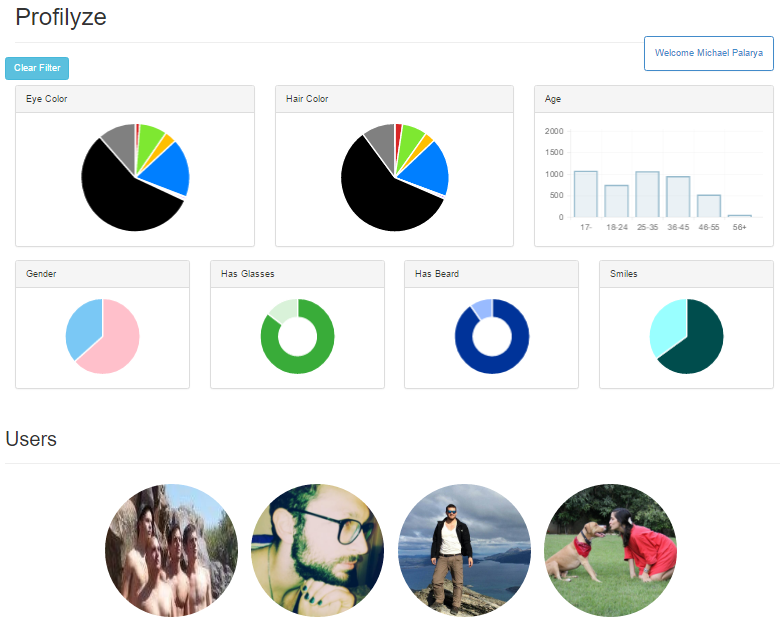 Profilyze
Welcome Michael Palarya
Clear Filter
Eye Color
Hair Color
Age
2000
1500
1000
500
0
17- 18-24 25-35 36-45 46-55 56+
Gender
Has Glasses
Has Beard
Smiles
Users